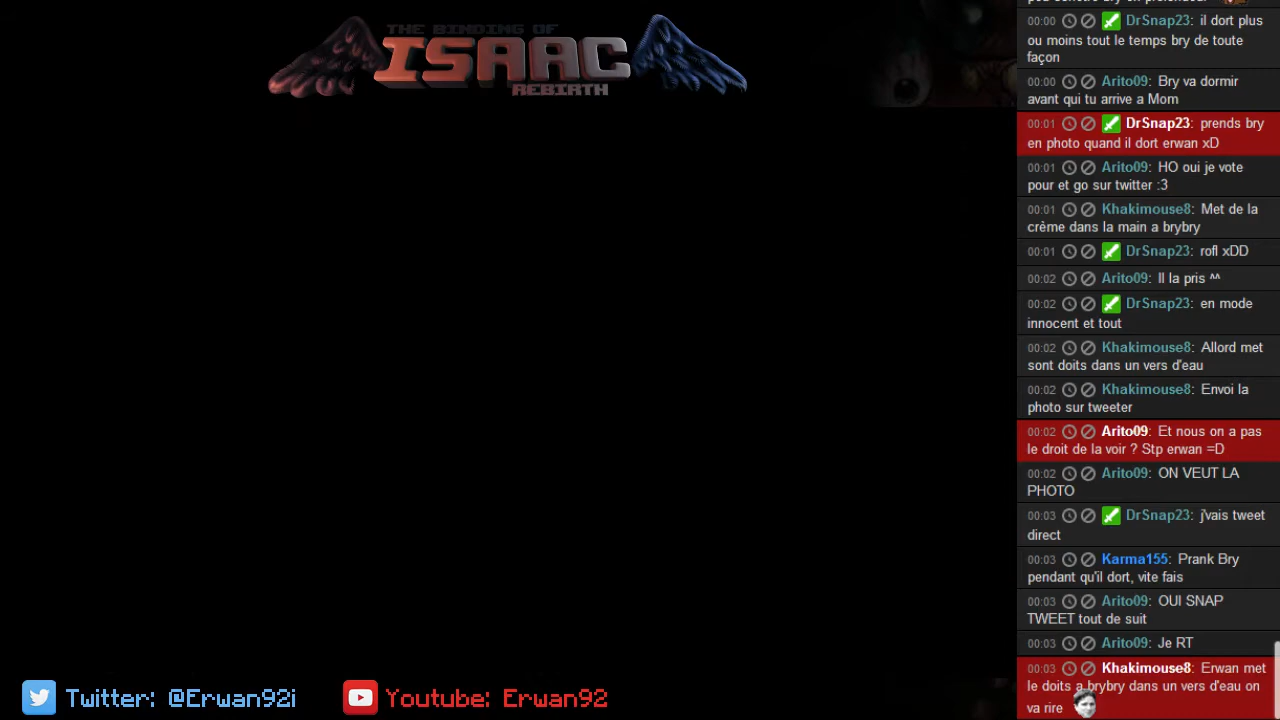 THE BINDING OF
ISAAC
REBIRTH
00:00 DrSnap23: il dort plus
ou moins tout le temps bry de toute
façon
00:00 Arito09: Bry va dormir
avant qui tu arrive a Mom
00:01 DrSnap23: prends bry
en photo quand il dort erwan xD
00:01 Arito09: HO oui je vote
pour et go sur twitter :3
00:01 Khakimouse8: Met de la
crème dans la main a brybry
00:01 DrSnap23: rofl xDD
00:02 Arito09: Il la pris ^^
00:02 DrSnap23: en mode
innocent et tout
00:02 Khakimouse8: Allord met
sont doits dans un vers d'eau
00:02 Khakimouse8: Envoi la
photo sur tweeter
00:02 Arito09: Et nous on a pas
le droit de la voir ? Stp erwan =D
00:02 Arito09: ON VEUT LA
PHOTO
00:03 DrSnap23: j'vais tweet
direct
00:03 Karma155: Prank Bry
pendant qu'il dort, vite fais
00:03 Arito09: OUI SNAP
TWEET tout de suit
00:03 Arito09: Je RT
00:03 Khakimouse8: Erwan met
le doits a brybry dans un vers d'eau on
va rire
Twitter: @Erwan92i
Youtube: Erwan92